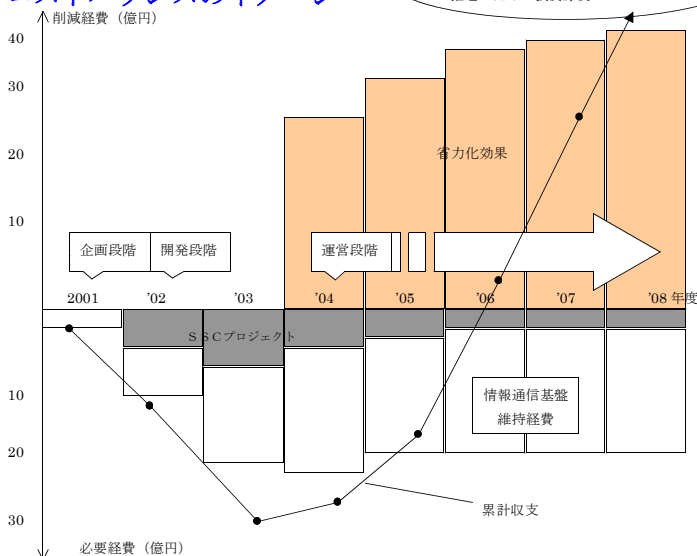 削減経費（億円）
40
30
20
省力化効果
10
企画段階
開発段階
運営段階
2001
'02
'03
'04
'05
'06
'07
'08 年度
ＳＳＣプロジェクト
10
情報通信基盤
維持経費
20
累計収支
30
必要経費（億円）